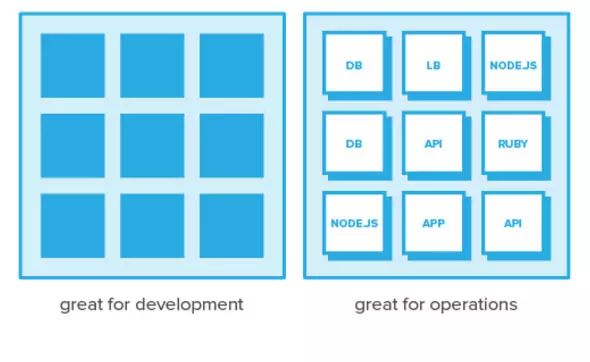 DB LB NODEJS
DB API RUBY
NODEJS APP API
great for development
great for operations